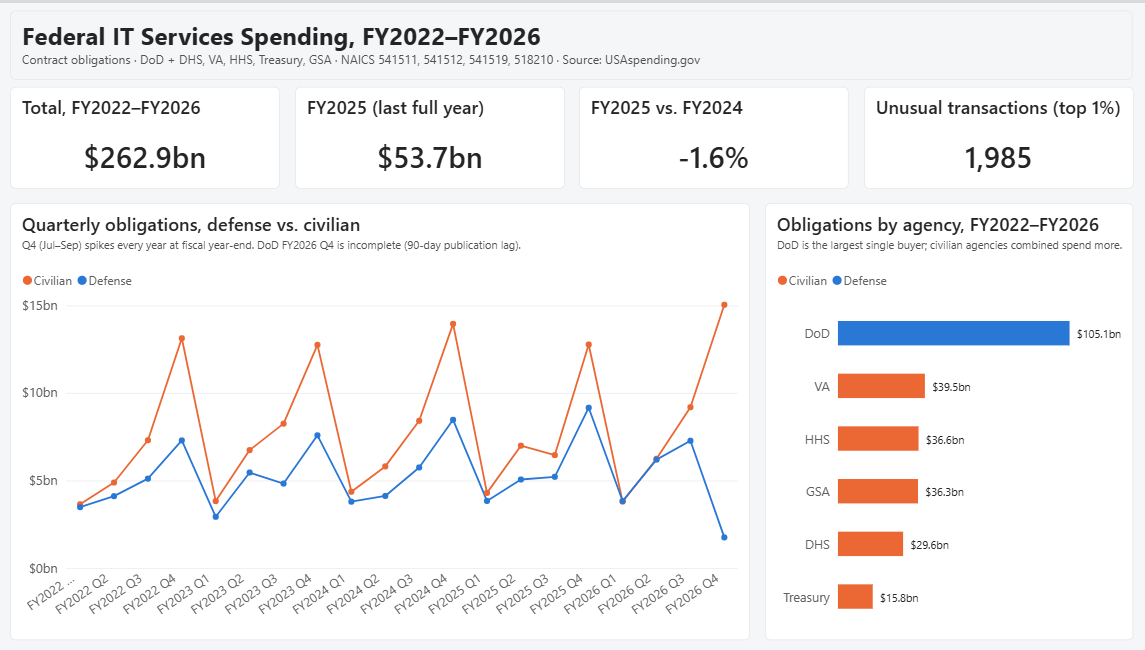 Federal IT Services Spending, FY2022–FY2026
Contract obligations · DoD + DHS, VA, HHS, Treasury, GSA · NAICS 541511, 541512, 541519, 518210 · Source: USAspending.gov
Total, FY2022–FY2026
$262.9bn
FY2025 (last full year)
$53.7bn
FY2025 vs. FY2024
-1.6%
Unusual transactions (top 1%)
1,985
Quarterly obligations, defense vs. civilian
Q4 (Jul–Sep) spikes every year at fiscal year-end. DoD FY2026 Q4 is incomplete (90-day publication lag).
Civilian Defense
$15bn
$10bn
$5bn
$0bn
FY2022 ...
FY2022 Q2
FY2022 Q3
FY2022 Q4
FY2023 Q1
FY2023 Q2
FY2023 Q3
FY2023 Q4
FY2024 Q1
FY2024 Q2
FY2024 Q3
FY2024 Q4
FY2025 Q1
FY2025 Q2
FY2025 Q3
FY2025 Q4
FY2026 Q1
FY2026 Q2
FY2026 Q3
FY2026 Q4
Obligations by agency, FY2022–FY2026
DoD is the largest single buyer; civilian agencies combined spend more.
Civilian Defense
DoD $105.1bn
VA $39.5bn
HHS $36.6bn
GSA $36.3bn
DHS $29.6bn
Treasury $15.8bn